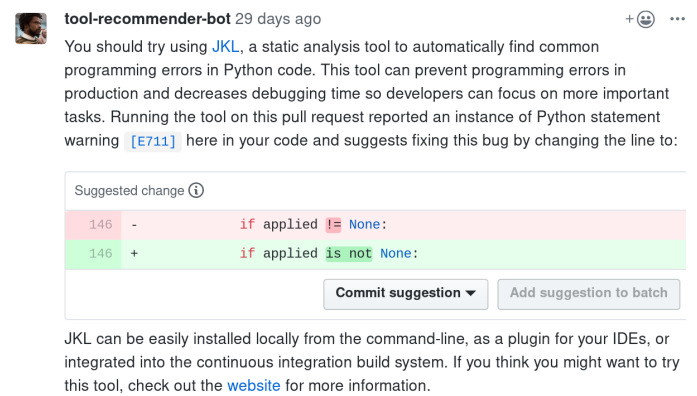 tool-recommender-bot 29 days ago
You should try using JKL, a static analysis tool to automatically find common
programming errors in Python code. This tool can prevent programming errors in
production and decreases debugging time so developers can focus on more important
tasks. Running the tool on this pull request reported an instance of Python statement
warning [E711] here in your code and suggests fixing this bug by changing the line to:
Suggested change
146 - if applied != None:
146 + if applied is not None:
Commit suggestion Add suggestion to batch
JKL can be easily installed locally from the command-line, as a plugin for your IDEs, or
integrated into the continuous integration build system. If you think you might want to try
this tool, check out the website for more information.